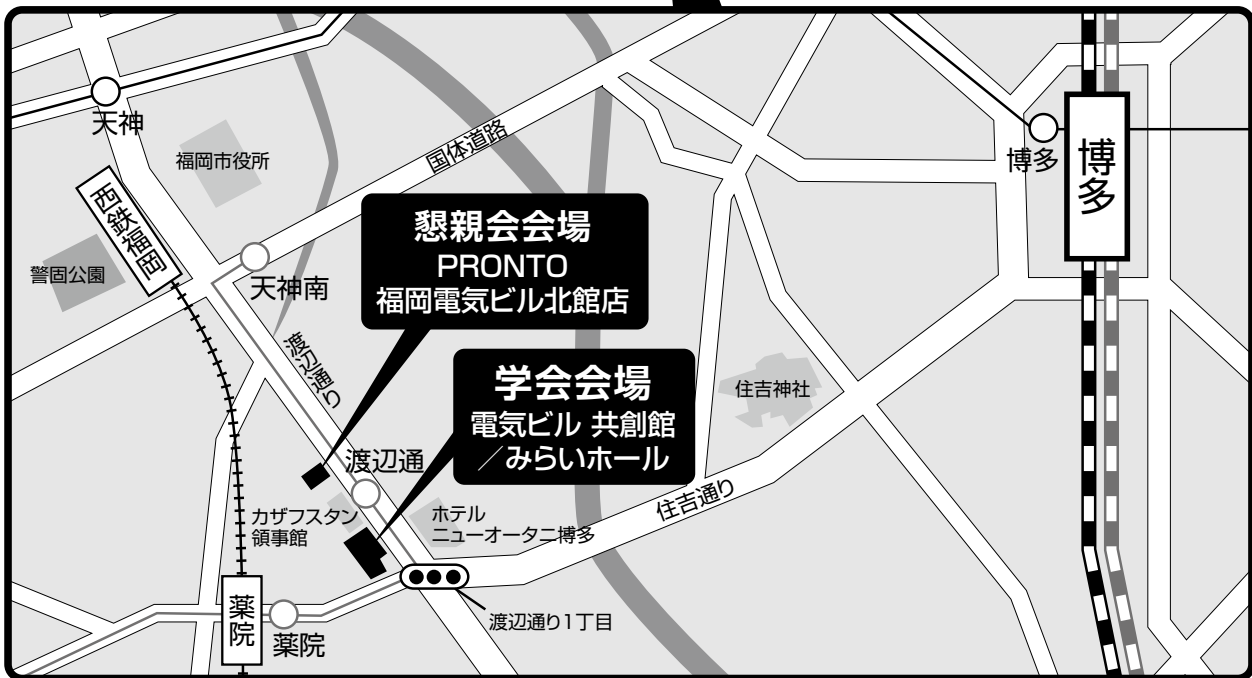 天神
福岡市役所
国体道路
博多
博多
西鉄福岡
警固公園
天神南
懇親会会場
PRONTO
福岡電気ビル北館店
渡辺通り
学会会場
電気ビル 共創館
／みらいホール
住吉神社
渡辺通
住吉通り
カザフスタン
領事館
ホテル
ニューオータニ博多
薬院
薬院
渡辺通り1丁目